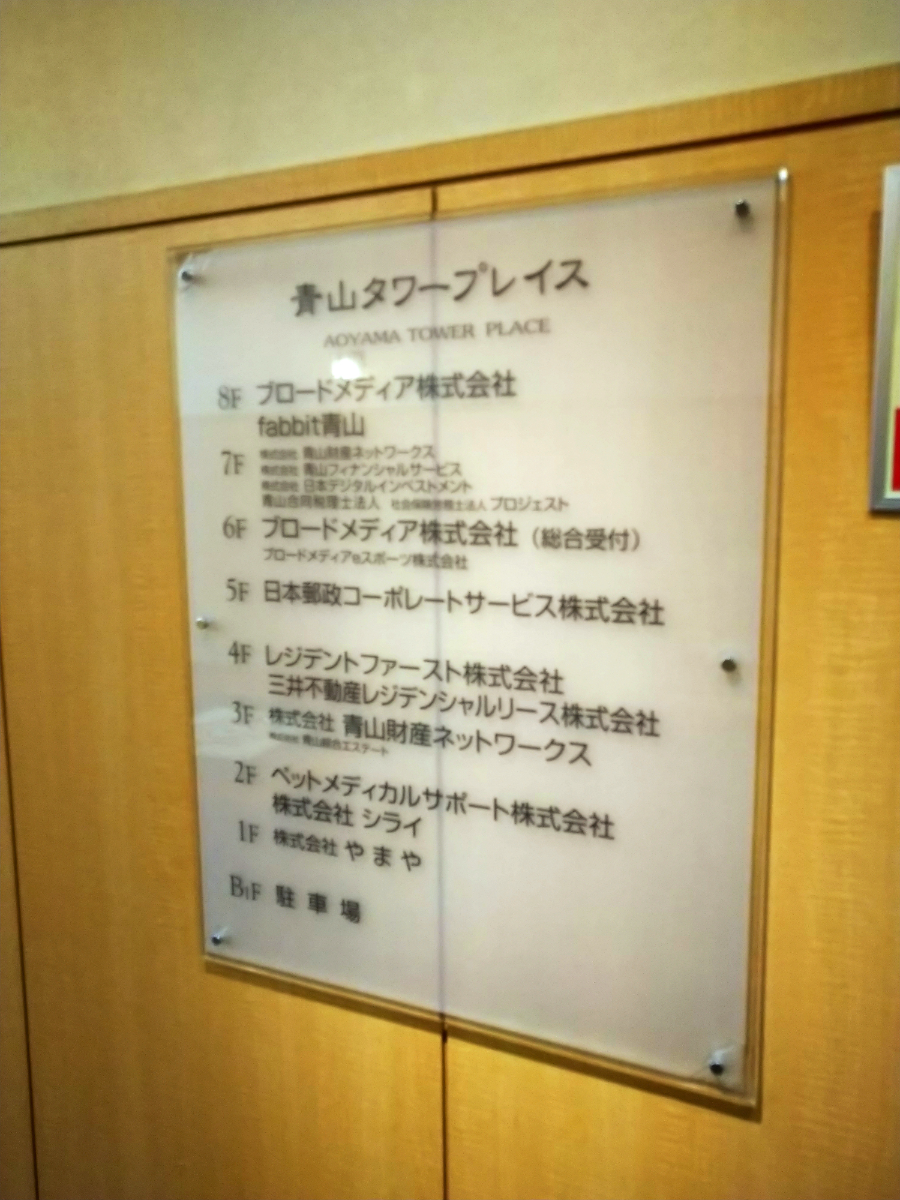 青山タワープレイス
AOYAMA TOWER PLACE
8F ブロードメディア株式会社
fabbit青山
7F 株式会社 青山財産ネットワークス
株式会社 青山フィナンシャルサービス
株式会社 日本デジタルインベストメント
青山合同税理士法人 社会保険労務士法人 プロジェスト
6F ブロードメディア株式会社（総合受付）
ブロードメディアeスポーツ株式会社
5F 日本郵政コーポレートサービス株式会社
4F レジデントファースト株式会社
三井不動産レジデンシャルリース株式会社
3F 株式会社 青山財産ネットワークス
株式会社 青山綜合エステート
2F ペットメディカルサポート株式会社
株式会社 シライ
1F 株式会社 やまや
B1F 駐車場